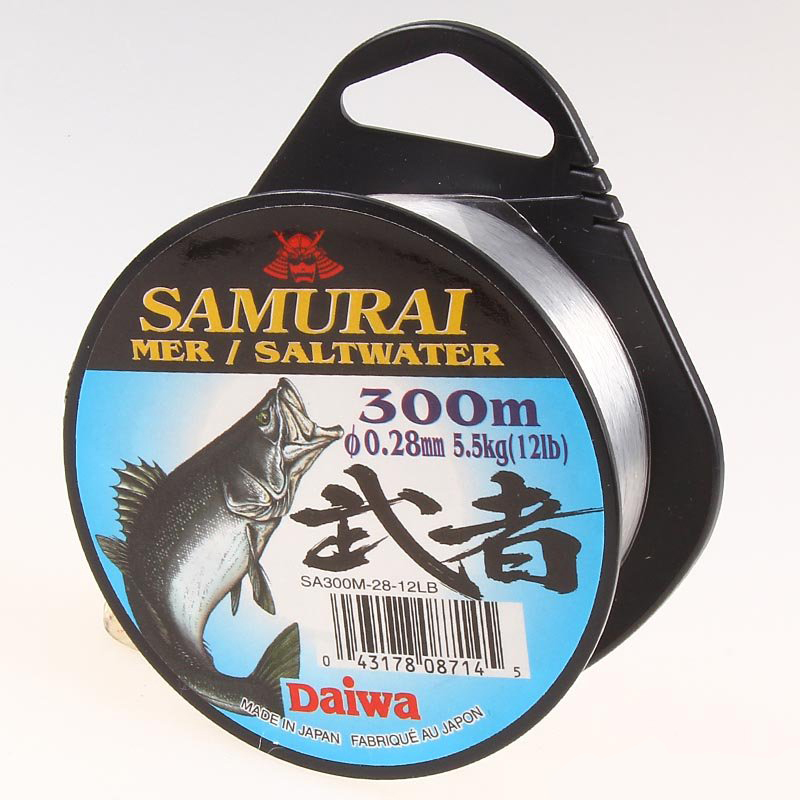 SAMURAI
MER / SALTWATER
300m
φ0.28mm 5.5kg(12lb)
武者
SA300M-28-12LB
0 43178 08714 5
Daiwa
MADE IN JAPAN FABRIQUÉ AU JAPON